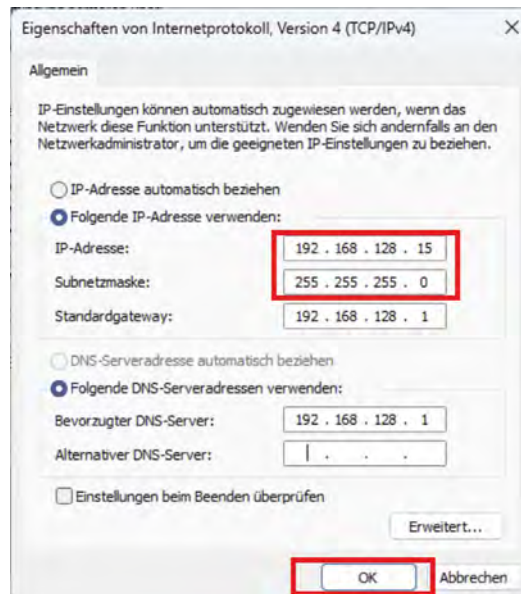 Eigenschaften von Internetprotokoll, Version 4 (TCP/IPv4)
Allgemein
IP-Einstellungen können automatisch zugewiesen werden, wenn das
Netzwerk diese Funktion unterstützt. Wenden Sie sich andernfalls an den
Netzwerkadministrator, um die geeigneten IP-Einstellungen zu beziehen.
IP-Adresse automatisch beziehen
Folgende IP-Adresse verwenden:
IP-Adresse: 192 . 168 . 128 . 15
Subnetzmaske: 255 . 255 . 255 . 0
Standardgateway: 192 . 168 . 128 . 1
DNS-Serveradresse automatisch beziehen
Folgende DNS-Serveradressen verwenden:
Bevorzugter DNS-Server: 192 . 168 . 128 . 1
Alternativer DNS-Server: . . .
Einstellungen beim Beenden überprüfen
Erweitert...
OK Abbrechen